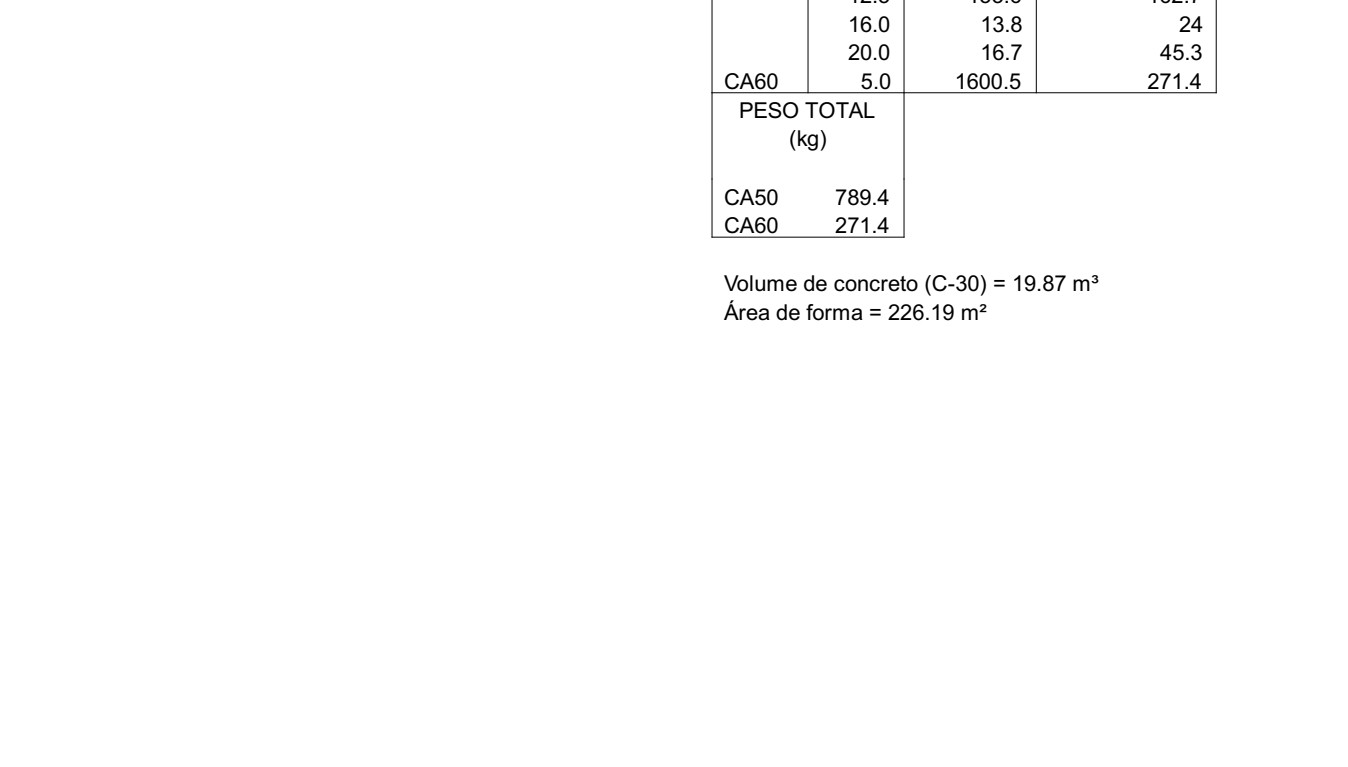 16.0 13.8 24
20.0 16.7 45.3
CA60 5.0 1600.5 271.4
PESO TOTAL
(kg)
CA50 789.4
CA60 271.4
Volume de concreto (C-30) = 19.87 m³
Área de forma = 226.19 m²